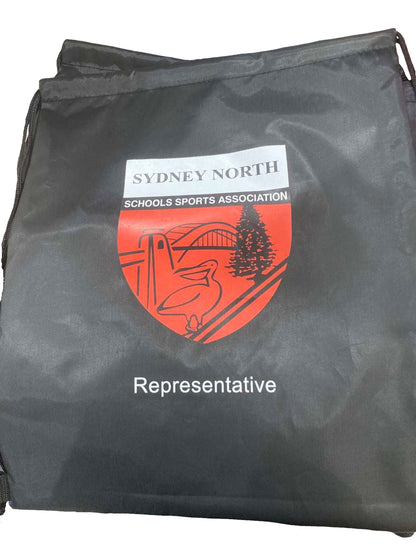 SYDNEY NORTH
SCHOOLS SPORTS ASSOCIATION
Representative